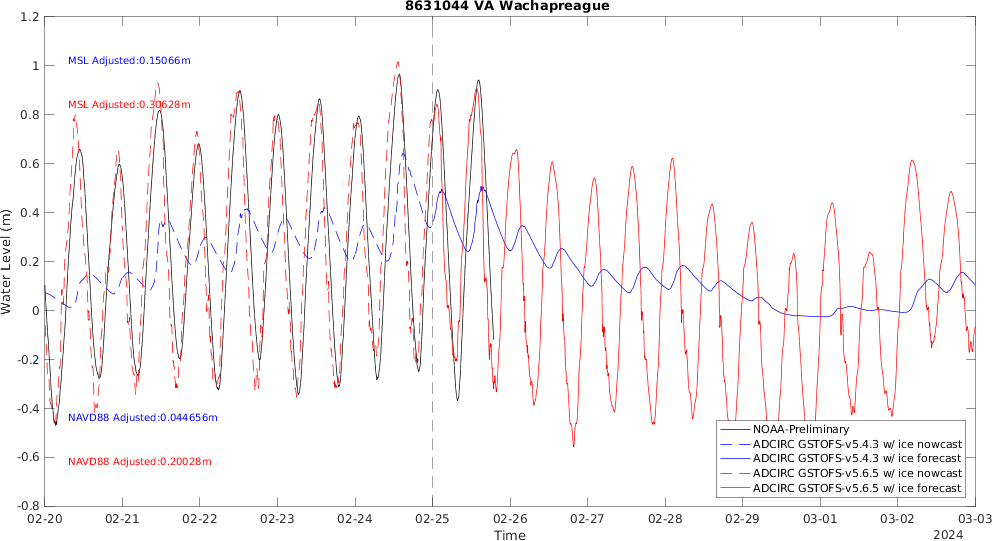 8631044 VA Wachapreague
1.2
1
0.8
0.6
0.4
0.2
0
-0.2
-0.4
-0.6
-0.8
Water Level (m)
MSL Adjusted:0.15066m
MSL Adjusted:0.30628m
NAVD88 Adjusted:0.044656m
NAVD88 Adjusted:0.20028m
NOAA-Preliminary
ADCIRC GSTOFS-v5.4.3 w/ ice nowcast
ADCIRC GSTOFS-v5.4.3 w/ ice forecast
ADCIRC GSTOFS-v5.6.5 w/ ice nowcast
ADCIRC GSTOFS-v5.6.5 w/ ice forecast
02-20 02-21 02-22 02-23 02-24 02-25 02-26 02-27 02-28 02-29 03-01 03-02 03-03
Time
2024